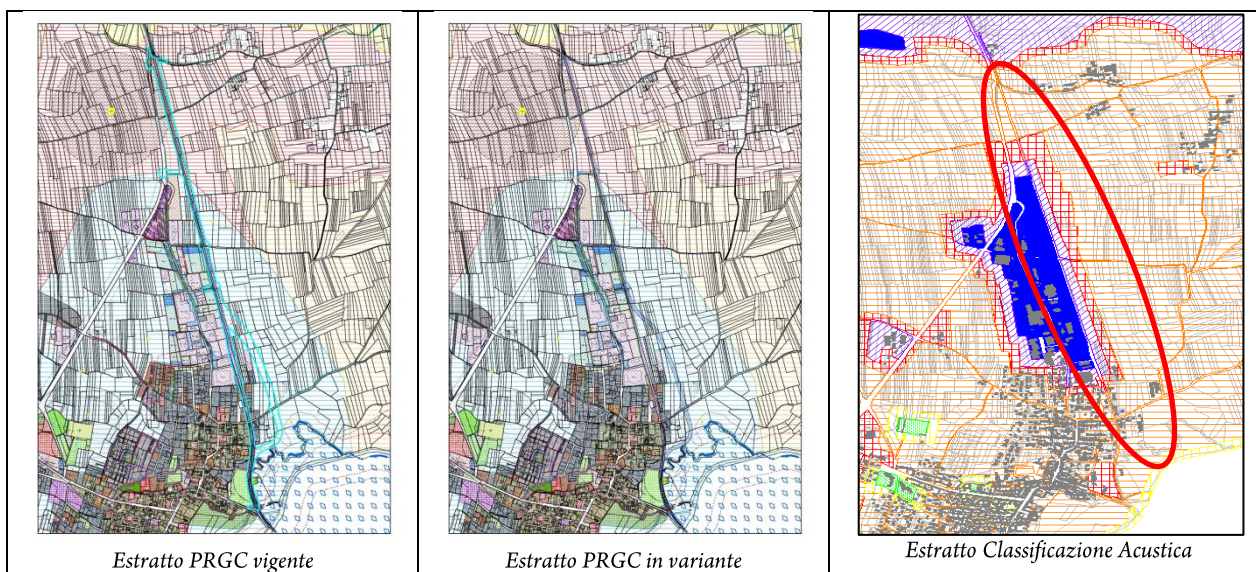 Estratto PRGC vigente
Estratto PRGC in variante
Estratto Classificazione Acustica